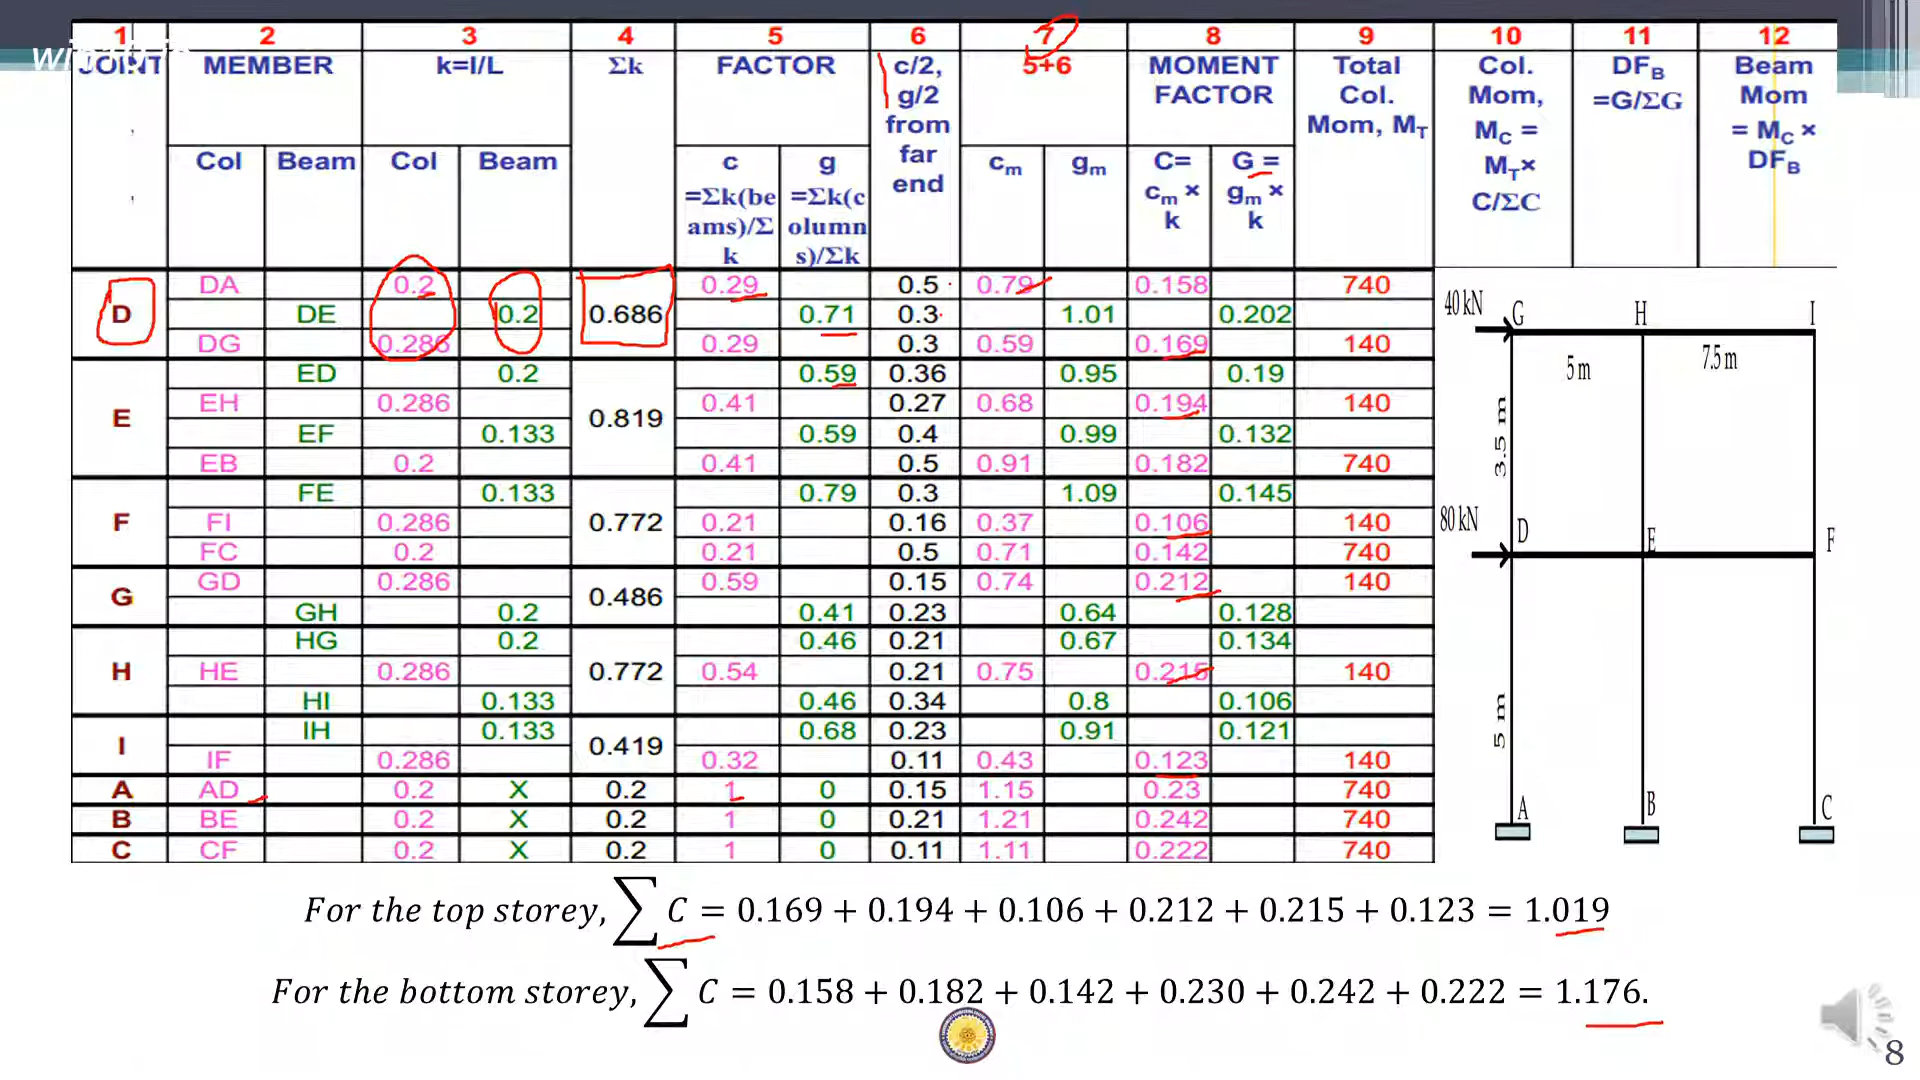 1 2 3 4 5 6 7 8 9 10 11 12
JOINT MEMBER k=I/L Σk FACTOR c/2, g/2 from far end 5+6 MOMENT FACTOR Total Col. Mom, M_T Col. Mom, M_C = M_T× C/ΣC DF_B =G/ΣG Beam Mom = M_C × DF_B
Col Beam Col Beam c =Σk(beams)/Σk g =Σk(columns)/Σk c_m g_m C= c_m × k G = g_m × k
D DA 0.2 0.686 0.29 0.5 0.79 0.158 740
DE 0.2 0.71 0.3 1.01 0.202
DG 0.286 0.29 0.3 0.59 0.169 140
E ED 0.2 0.819 0.59 0.36 0.95 0.19
EH 0.286 0.41 0.27 0.68 0.194 140
EF 0.133 0.59 0.4 0.99 0.132
EB 0.2 0.41 0.5 0.91 0.182 740
F FE 0.133 0.772 0.79 0.3 1.09 0.145
FI 0.286 0.21 0.16 0.37 0.106 140
FC 0.2 0.21 0.5 0.71 0.142 740
G GD 0.286 0.486 0.59 0.15 0.74 0.212 140
GH 0.2 0.41 0.23 0.64 0.128
H HG 0.2 0.772 0.46 0.21 0.67 0.134
HE 0.286 0.54 0.21 0.75 0.215 140
HI 0.133 0.46 0.34 0.8 0.106
I IH 0.133 0.419 0.68 0.23 0.91 0.121
IF 0.286 0.32 0.11 0.43 0.123 140
A AD 0.2 X 0.2 1 0 0.15 1.15 0.23 740
B BE 0.2 X 0.2 1 0 0.21 1.21 0.242 740
C CF 0.2 X 0.2 1 0 0.11 1.11 0.222 740
40 kN G H I
5 m 7.5 m
3.5 m
80 kN D E F
5 m
A B C
For the top storey, ∑ C = 0.169 + 0.194 + 0.106 + 0.212 + 0.215 + 0.123 = 1.019
For the bottom storey, ∑ C = 0.158 + 0.182 + 0.142 + 0.230 + 0.242 + 0.222 = 1.176.
8